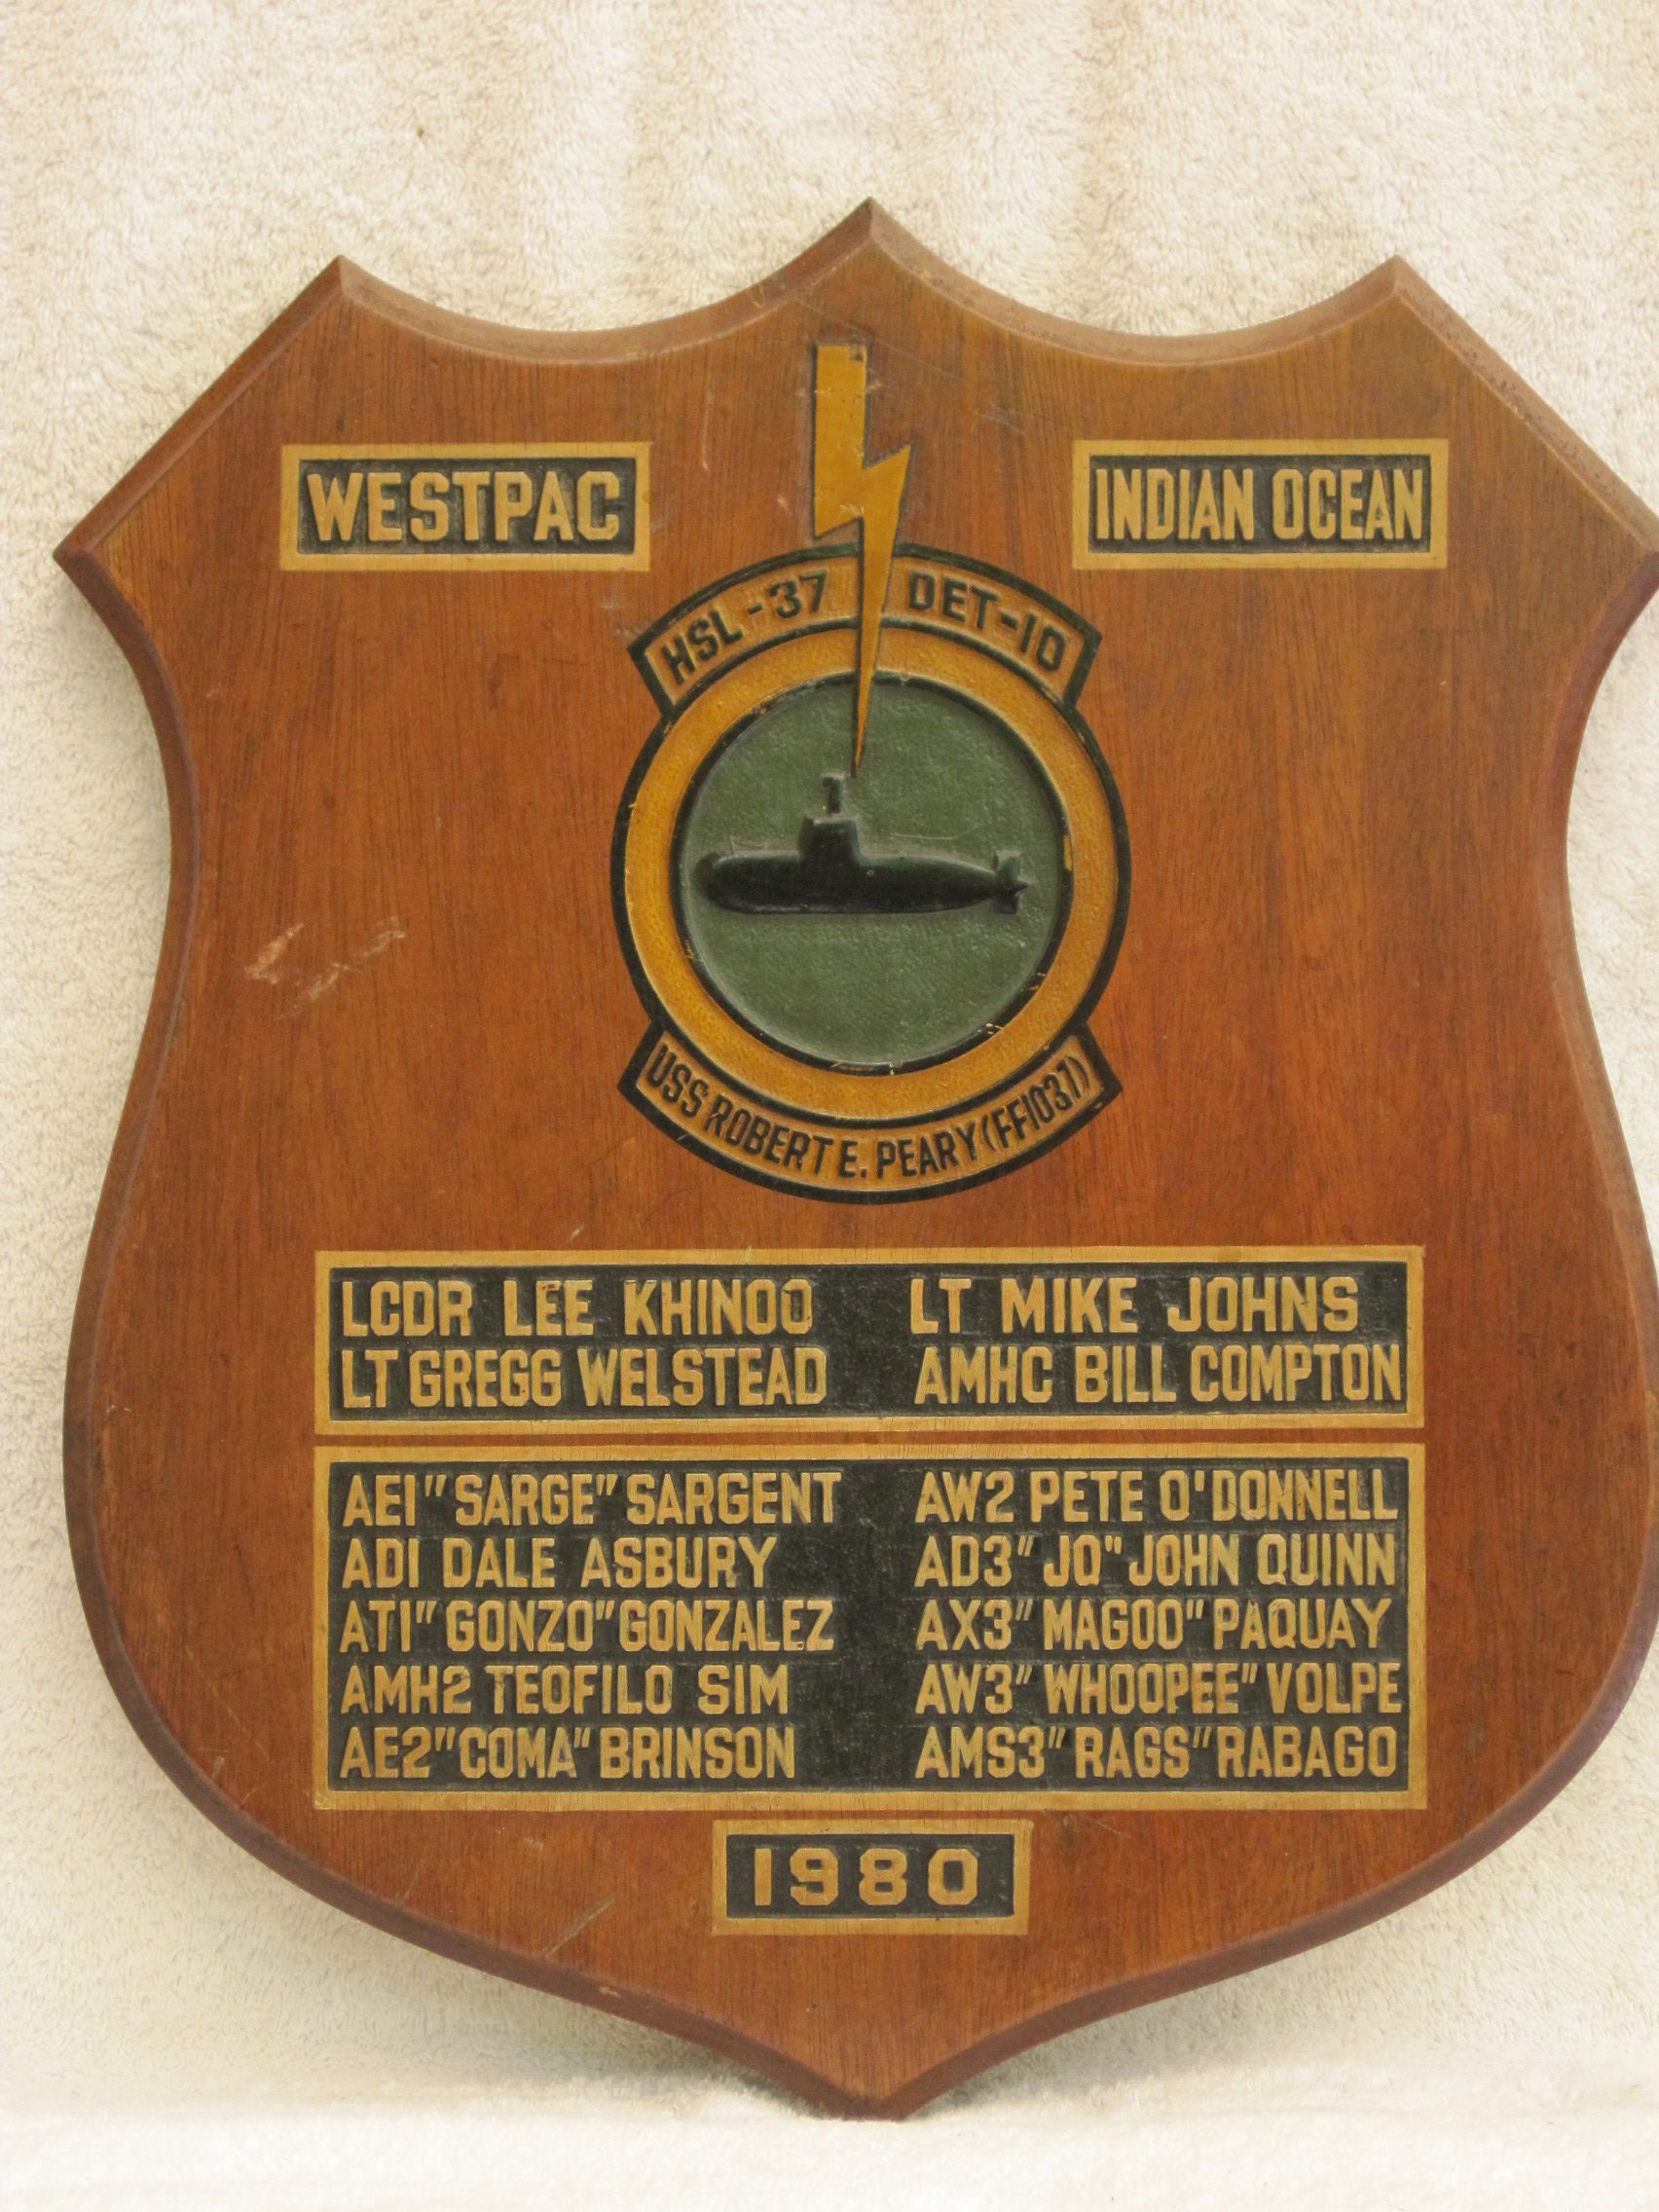 WESTPAC
INDIAN OCEAN
HSL-37 DET-10
USS ROBERT E. PEARY (FF1037)
LCDR LEE KHINOO LT MIKE JOHNS
LT GREGG WELSTEAD AMHC BILL COMPTON
AE1 "SARGE" SARGENT AW2 PETE O'DONNELL
AD1 DALE ASBURY AD3 "JQ" JOHN QUINN
AT1 "GONZO" GONZALEZ AX3 "MAGOO" PAQUAY
AMH2 TEOFILO SIM AW3 "WHOOPEE" VOLPE
AE2 "COMA" BRINSON AMS3 "RAGS" RABAGO
1980